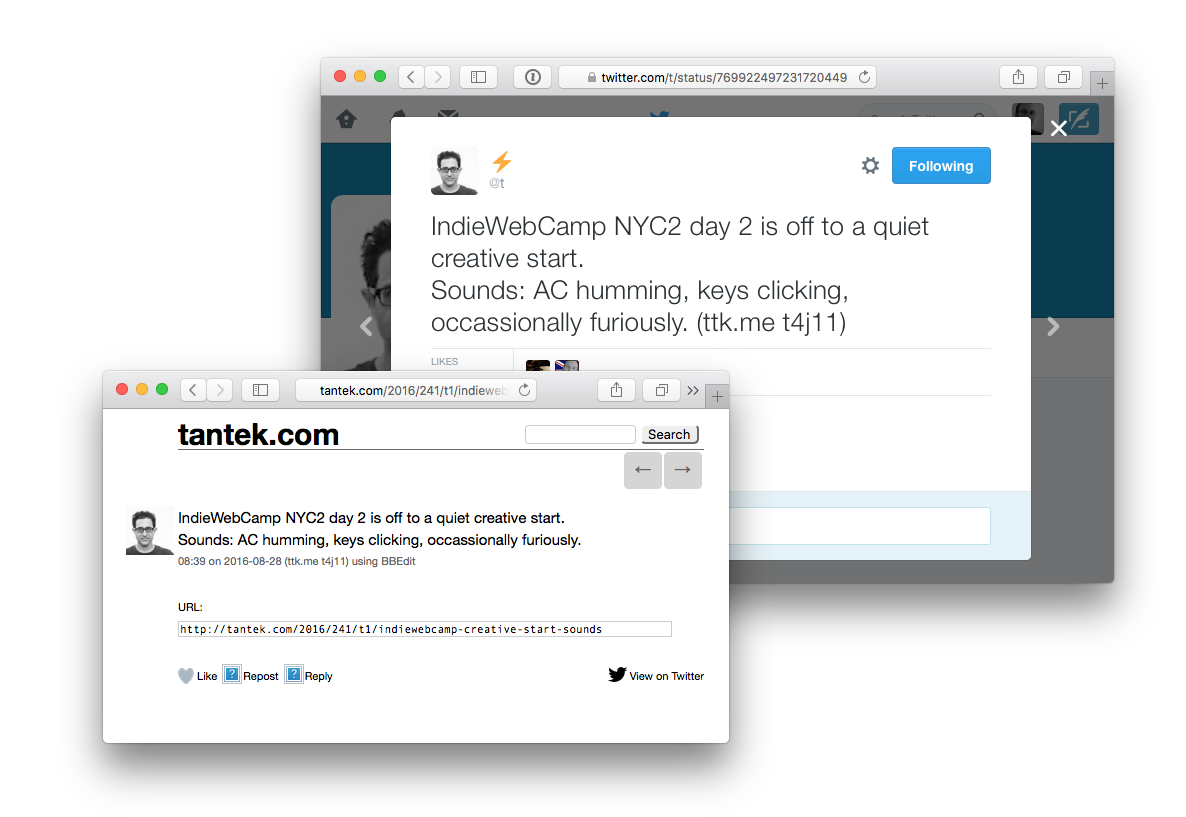 twitter.com/t/status/769922497231720449
@t
Following
IndieWebCamp NYC2 day 2 is off to a quiet
creative start.
Sounds: AC humming, keys clicking,
occassionally furiously. (ttk.me t4j11)
LIKES
tantek.com/2016/241/t1/indieweb
tantek.com
Search
IndieWebCamp NYC2 day 2 is off to a quiet creative start.
Sounds: AC humming, keys clicking, occassionally furiously.
08:39 on 2016-08-28 (ttk.me t4j11) using BBEdit
URL:
http://tantek.com/2016/241/t1/indiewebcamp-creative-start-sounds
Like ? Repost ? Reply View on Twitter